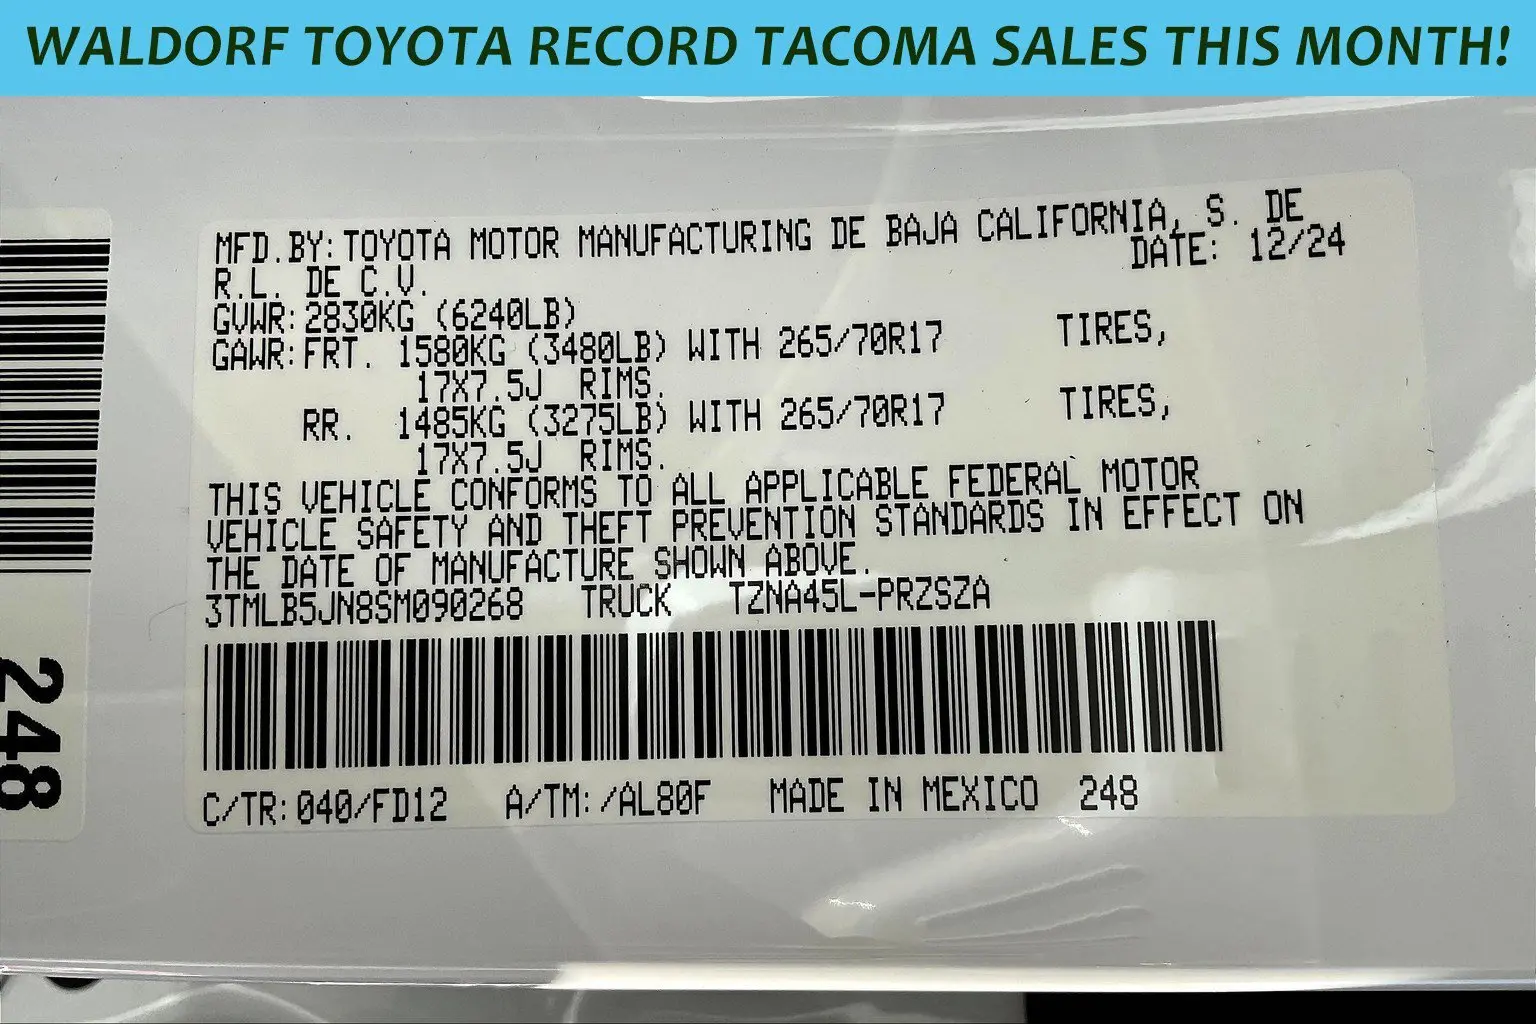 WALDORF TOYOTA RECORD TACOMA SALES THIS MONTH!
MFD.BY:TOYOTA MOTOR MANUFACTURING DE BAJA CALIFORNIA, S. DE
R.L. DE C.V. DATE: 12/24
GVWR:2830KG (6240LB)
GAWR:FRT. 1580KG (3480LB) WITH 265/70R17 TIRES,
17X7.5J RIMS.
RR. 1485KG (3275LB) WITH 265/70R17 TIRES,
17X7.5J RIMS.
THIS VEHICLE CONFORMS TO ALL APPLICABLE FEDERAL MOTOR
VEHICLE SAFETY AND THEFT PREVENTION STANDARDS IN EFFECT ON
THE DATE OF MANUFACTURE SHOWN ABOVE.
3TMLB5JN8SM090268 TRUCK TZNA45L-PRZSZA
C/TR:040/FD12 A/TM:/AL80F MADE IN MEXICO 248
248